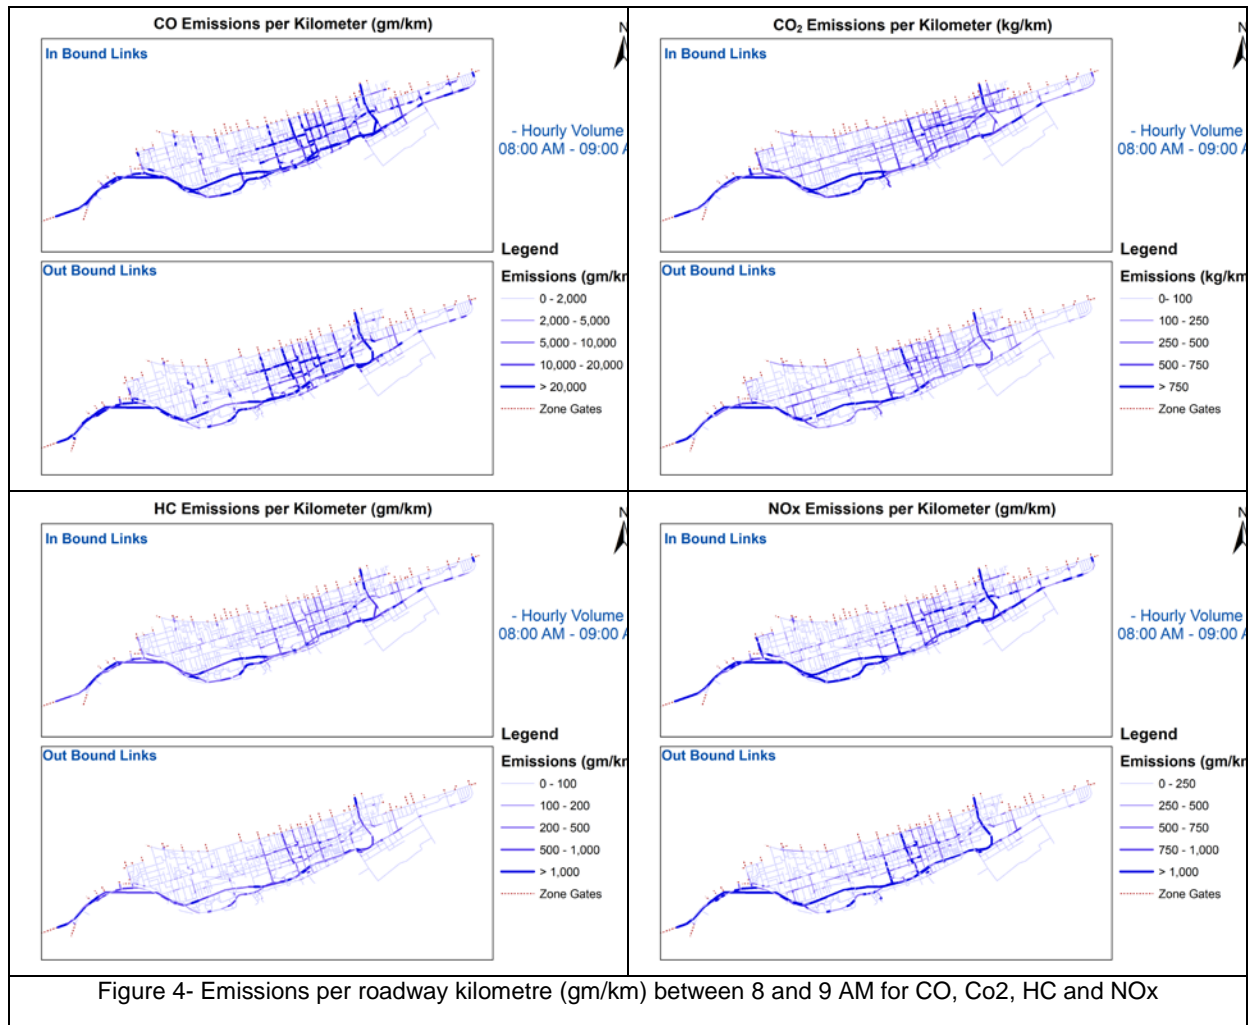 CO Emissions per Kilometer (gm/km)
N
In Bound Links
- Hourly Volume
08:00 AM - 09:00 A
Out Bound Links
Legend
Emissions (gm/km
0 - 2,000
2,000 - 5,000
5,000 - 10,000
10,000 - 20,000
> 20,000
Zone Gates
CO₂ Emissions per Kilometer (kg/km)
N
In Bound Links
- Hourly Volume
08:00 AM - 09:00 A
Out Bound Links
Legend
Emissions (kg/km
0- 100
100 - 250
250 - 500
500 - 750
> 750
Zone Gates
HC Emissions per Kilometer (gm/km)
N
In Bound Links
- Hourly Volume
08:00 AM - 09:00 A
Out Bound Links
Legend
Emissions (gm/km
0 - 100
100 - 200
200 - 500
500 - 1,000
> 1,000
Zone Gates
NOx Emissions per Kilometer (gm/km)
N
In Bound Links
- Hourly Volume
08:00 AM - 09:00 A
Out Bound Links
Legend
Emissions (gm/km
0 - 250
250 - 500
500 - 750
750 - 1,000
> 1,000
Zone Gates
Figure 4- Emissions per roadway kilometre (gm/km) between 8 and 9 AM for CO, Co2, HC and NOx